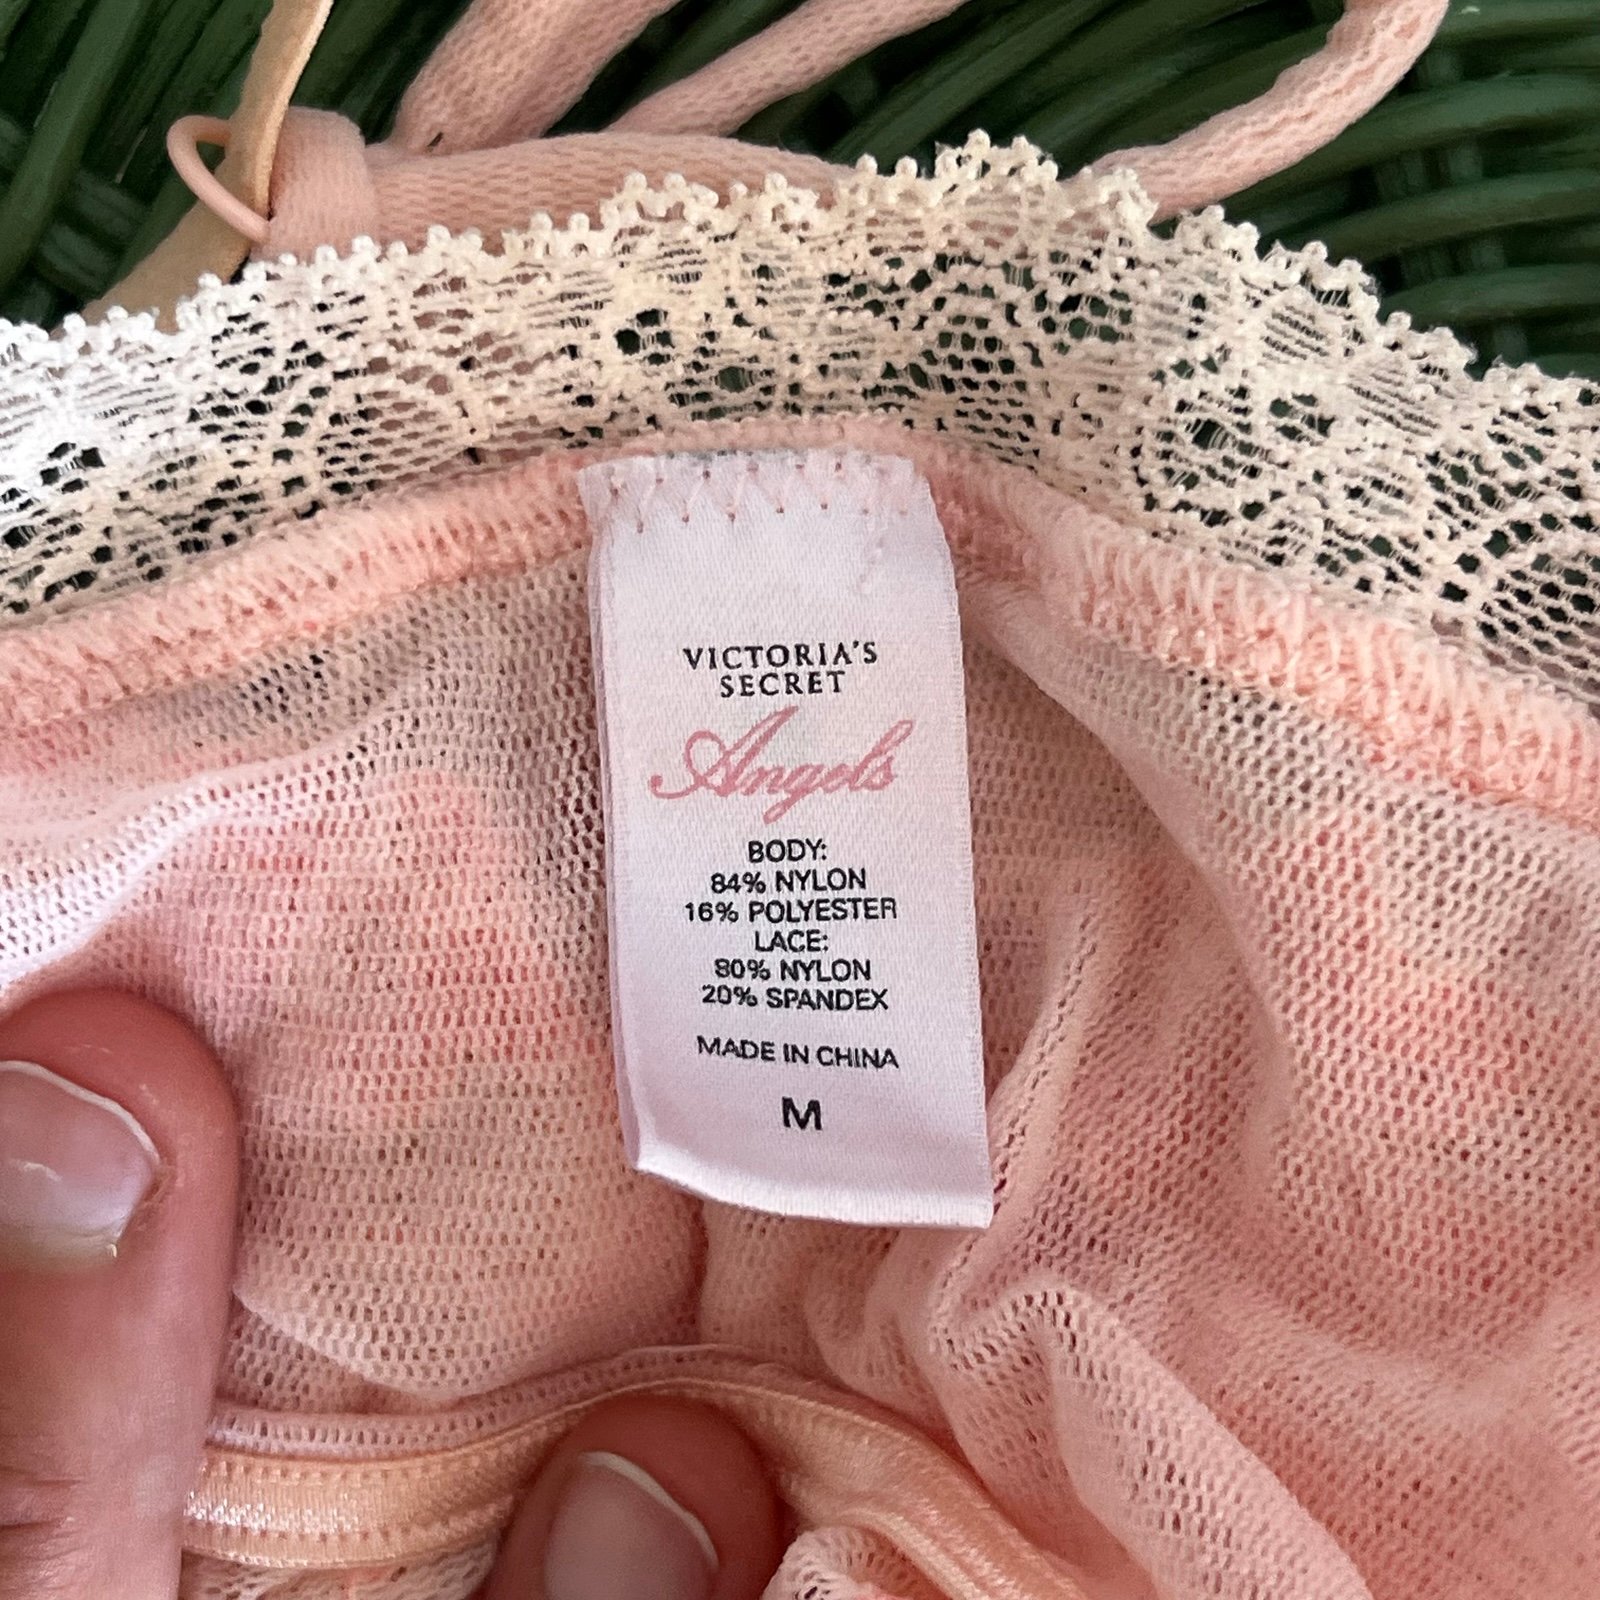 VICTORIA'S
SECRET
Angels
BODY:
84% NYLON
16% POLYESTER
LACE:
80% NYLON
20% SPANDEX
MADE IN CHINA
M